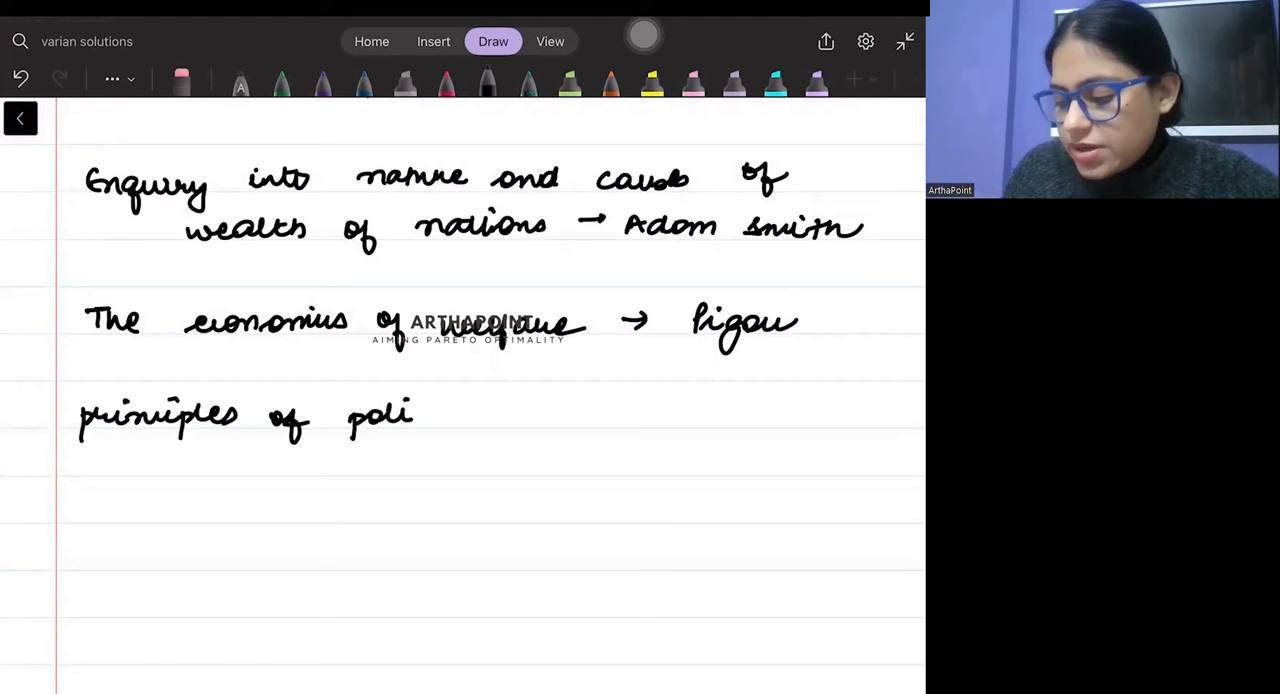 varian solutions
Home Insert Draw View
A
Enquiry into nature and causes of
wealth of nations → Adam Smith
The economics of welfare → Pigou
ARTHAPOINT
AIMING PARETO OPTIMALITY
principles of poli
ArthaPoint